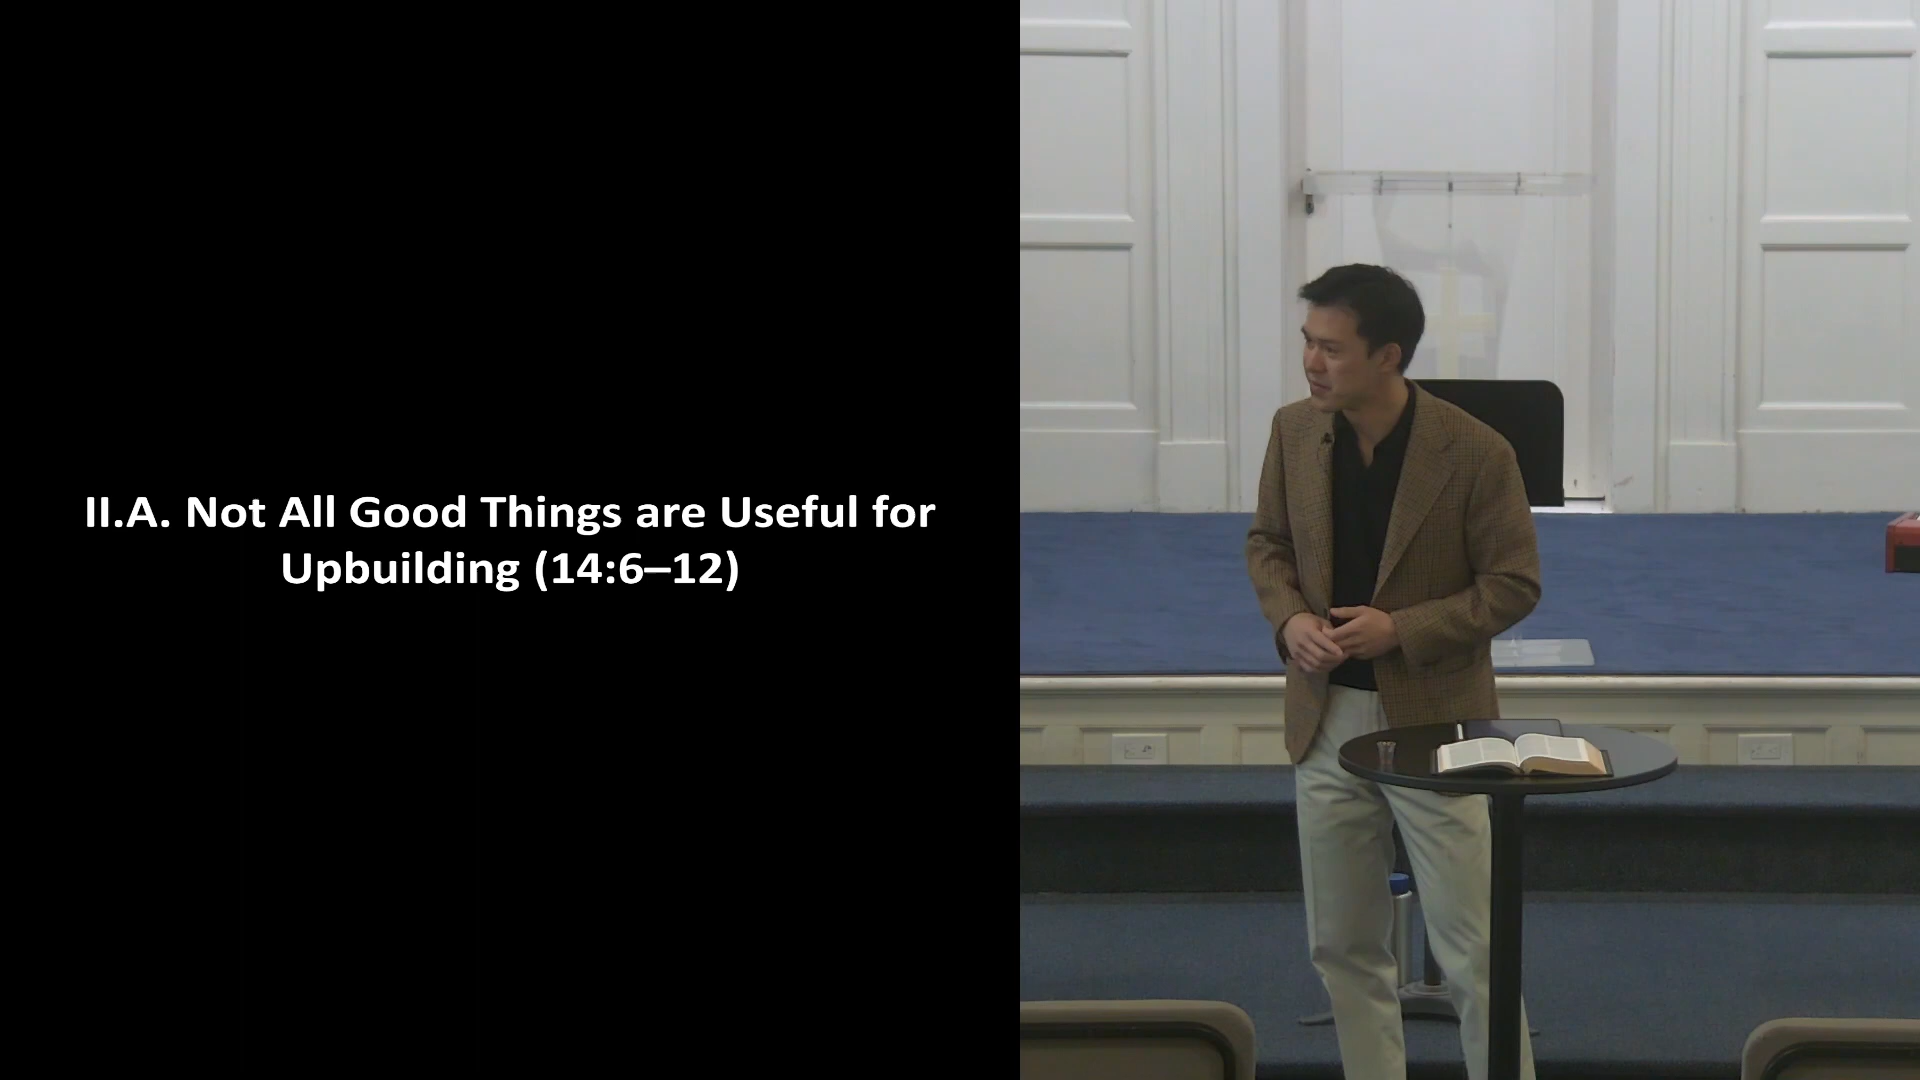 II.A. Not All Good Things are Useful for
Upbuilding (14:6–12)